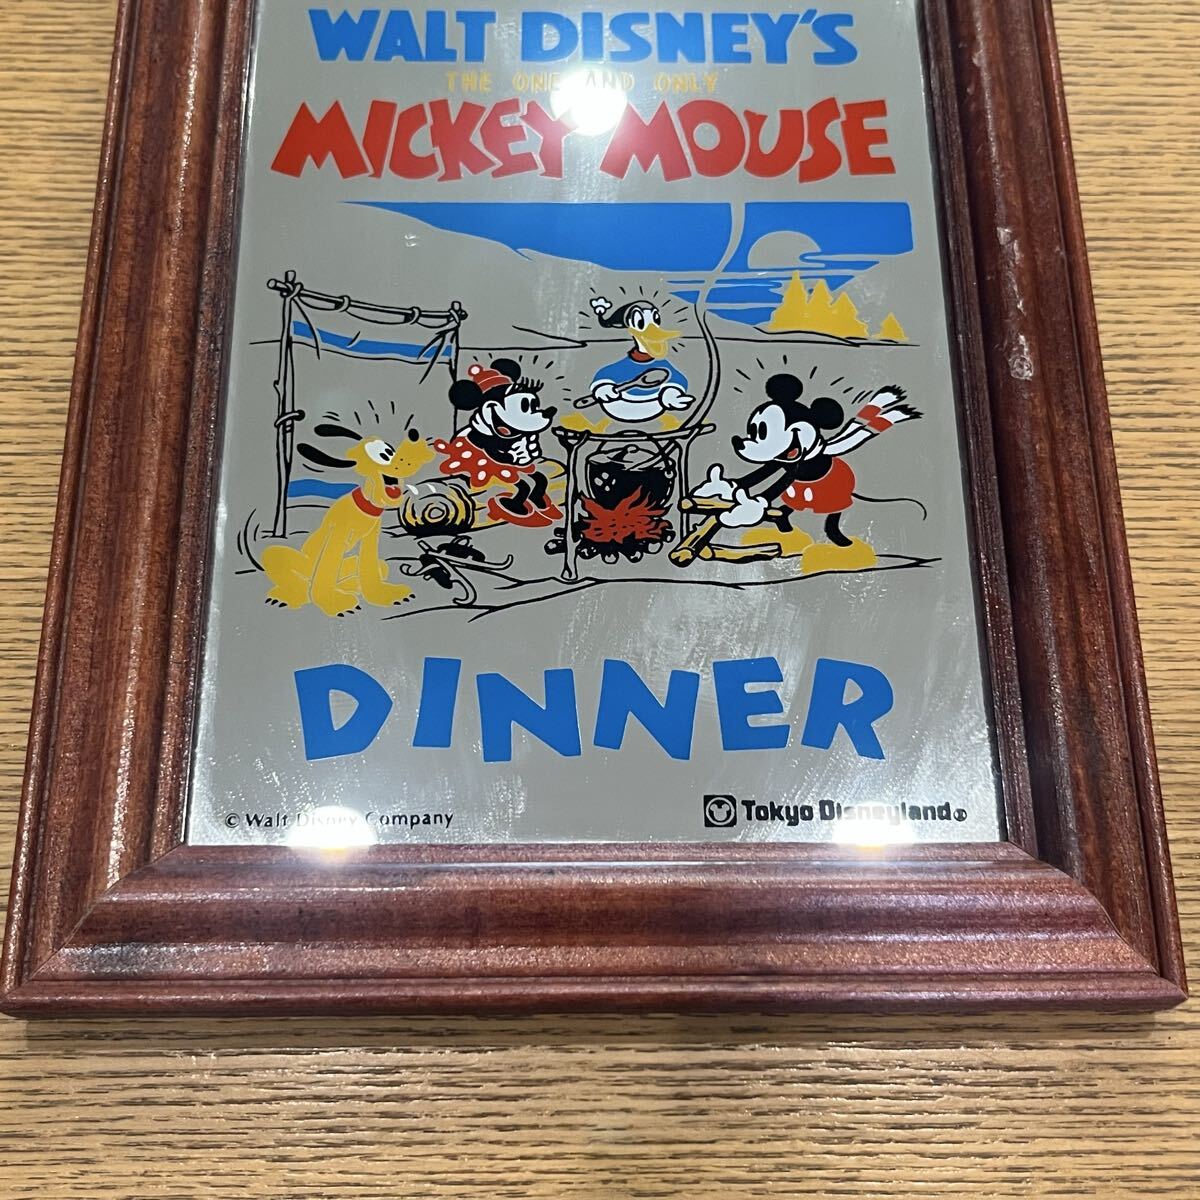 WALT DISNEY'S
THE ONE AND ONLY
MICKEY MOUSE
DINNER
© Walt Disney Company
Tokyo Disneyland®